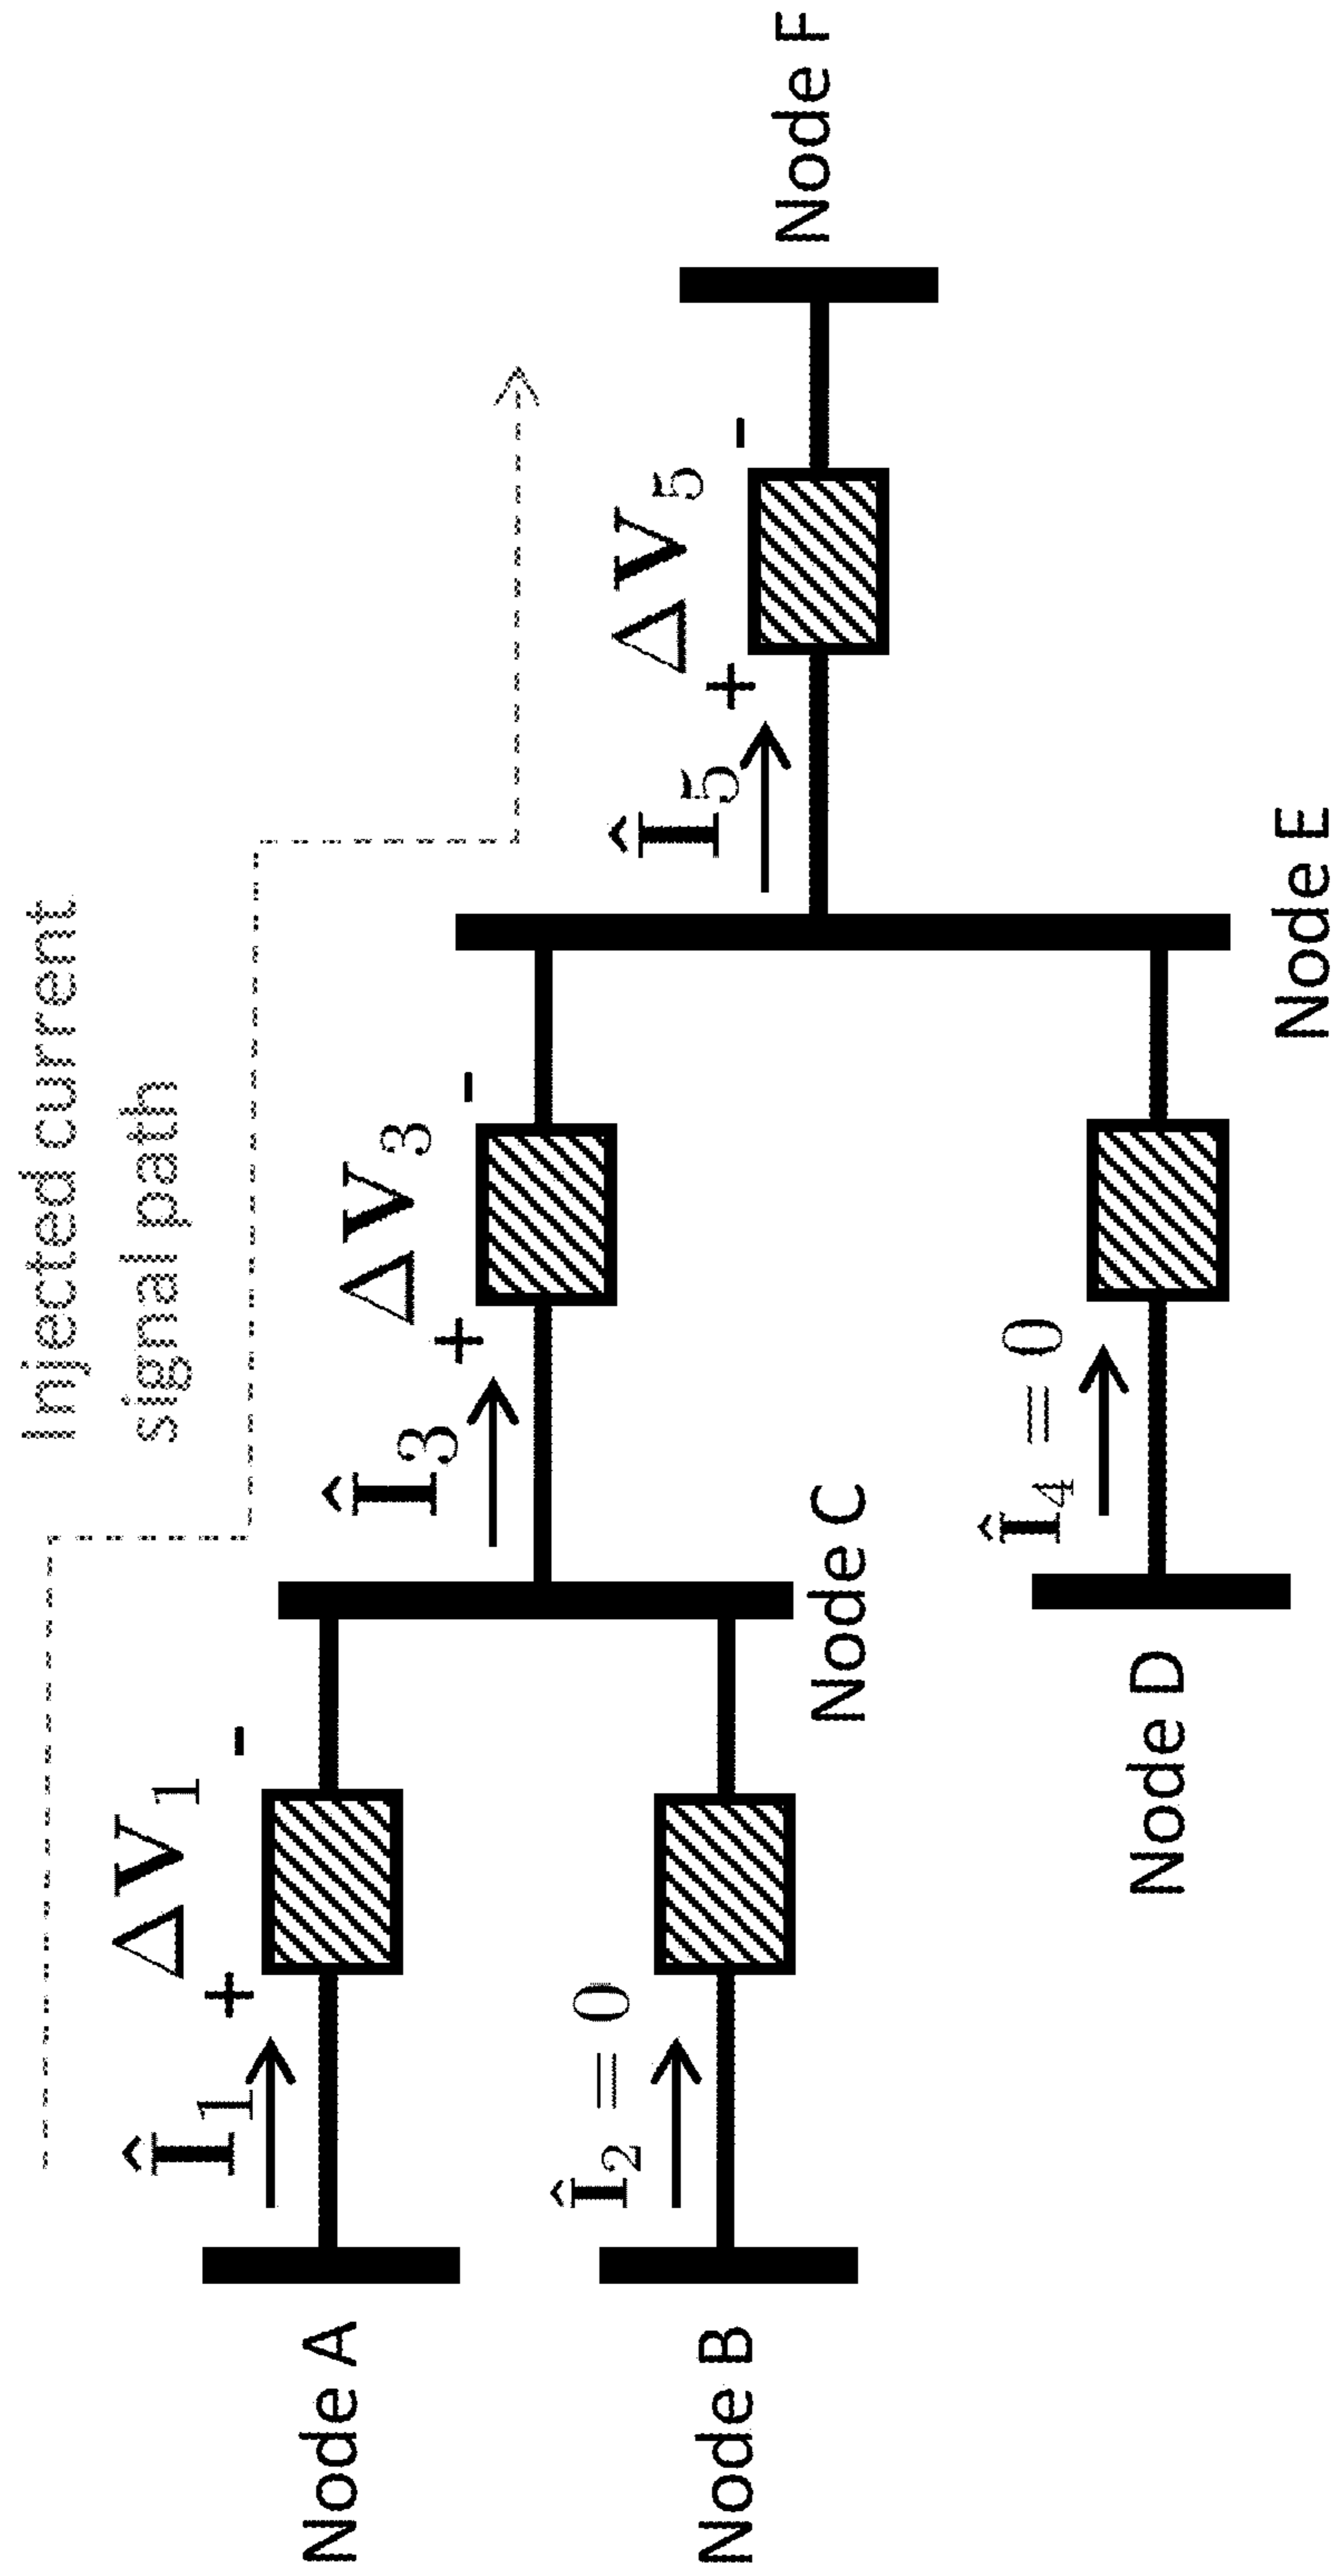 Injected current
signal path
Î₁
+ ΔV₁ -
Î₃
+ ΔV₃ -
Î₅
+ ΔV₅ -
Node A
Î₂ = 0
Node B
Node C
Î₄ = 0
Node D
Node E
Node F